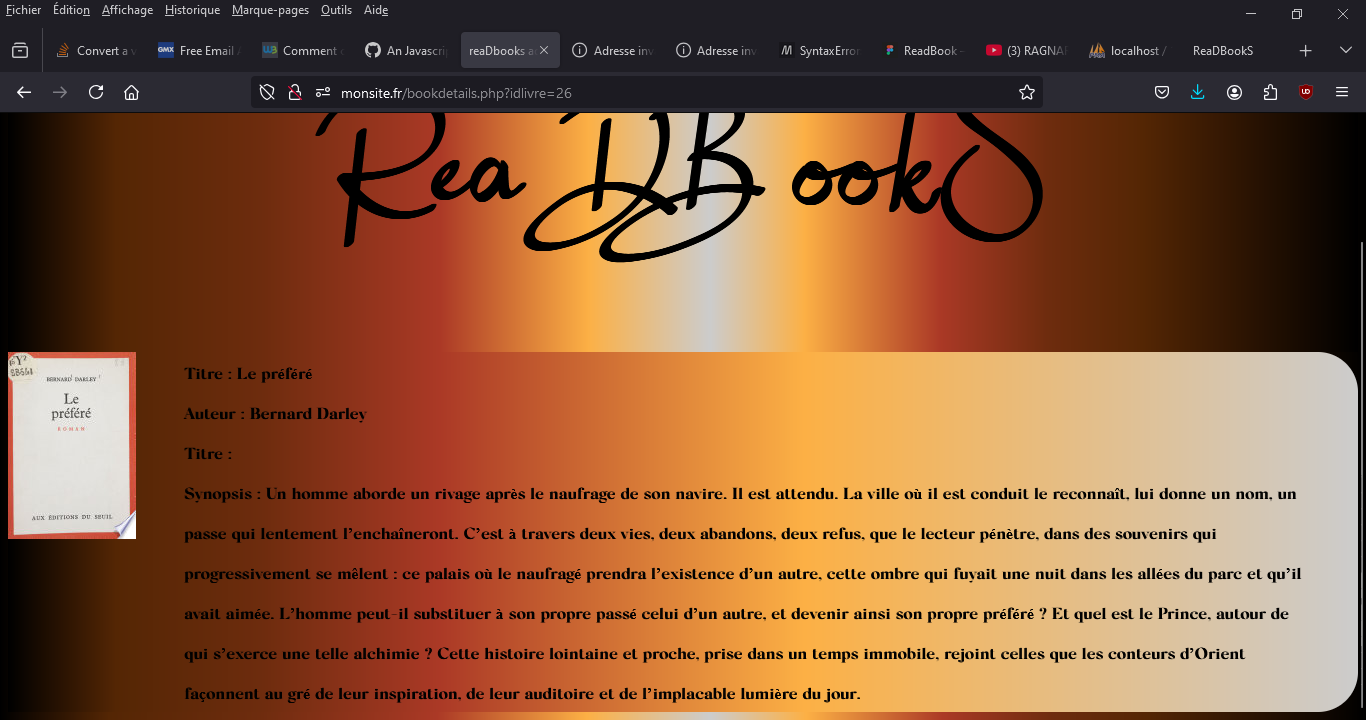 Fichier Édition Affichage Historique Marque-pages Outils Aide
Convert a v
GMX Free Email A
Comment c
An Javascrip
reaDbooks a
Adresse inv
Adresse inv
SyntaxError
ReadBook –
(3) RAGNAR
localhost /
ReaDBookS
monsite.fr/bookdetails.php?idlivre=26
ReaDBookS
BERNARD DARLEY
Le
préféré
ROMAN
AUX ÉDITIONS DU SEUIL
Titre : Le préféré
Auteur : Bernard Darley
Titre :
Synopsis : Un homme aborde un rivage après le naufrage de son navire. Il est attendu. La ville où il est conduit le reconnaît, lui donne un nom, un
passe qui lentement l'enchaîneront. C'est à travers deux vies, deux abandons, deux refus, que le lecteur pénètre, dans des souvenirs qui
progressivement se mêlent : ce palais où le naufragé prendra l'existence d'un autre, cette ombre qui fuyait une nuit dans les allées du parc et qu'il
avait aimée. L'homme peut-il substituer à son propre passé celui d'un autre, et devenir ainsi son propre préféré ? Et quel est le Prince, autour de
qui s'exerce une telle alchimie ? Cette histoire lointaine et proche, prise dans un temps immobile, rejoint celles que les conteurs d'Orient
façonnent au gré de leur inspiration, de leur auditoire et de l'implacable lumière du jour.